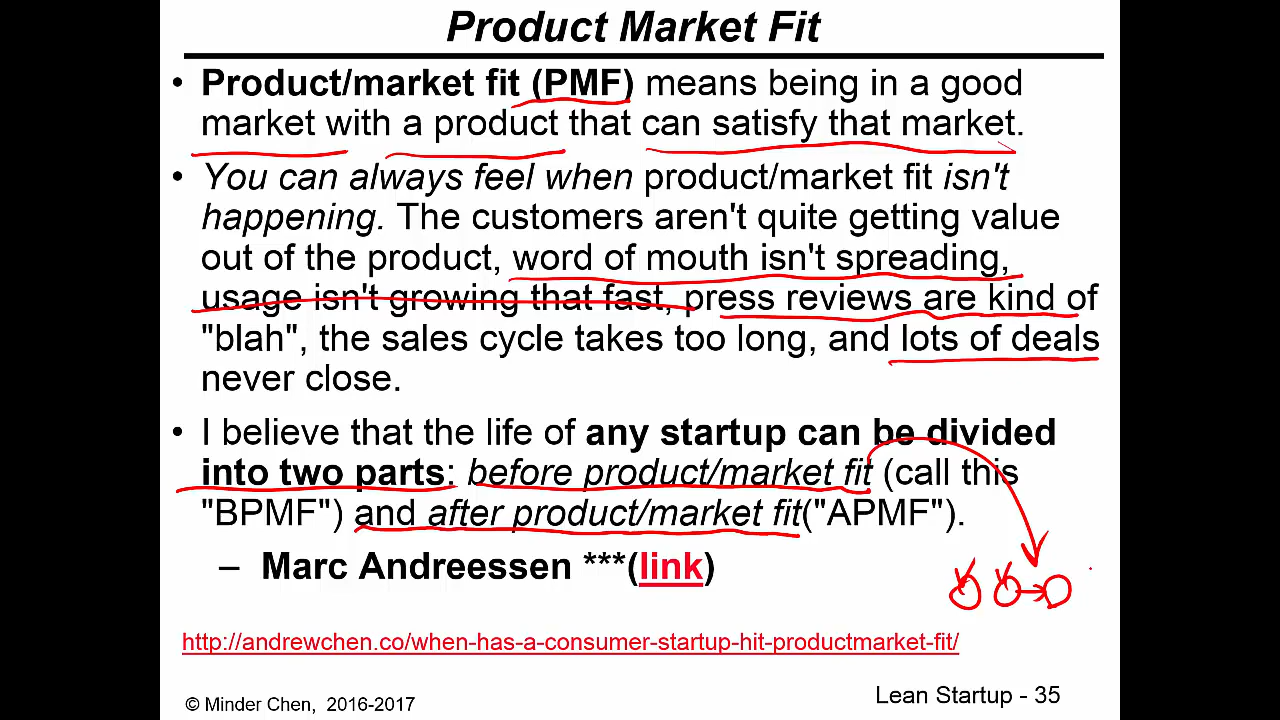 Product Market Fit
• Product/market fit (PMF) means being in a good
market with a product that can satisfy that market.
• You can always feel when product/market fit isn't
happening. The customers aren't quite getting value
out of the product, word of mouth isn't spreading,
usage isn't growing that fast, press reviews are kind of
"blah", the sales cycle takes too long, and lots of deals
never close.
• I believe that the life of any startup can be divided
into two parts: before product/market fit (call this
"BPMF") and after product/market fit("APMF").
– Marc Andreessen ***(link)
http://andrewchen.co/when-has-a-consumer-startup-hit-productmarket-fit/
© Minder Chen, 2016-2017
Lean Startup - 35